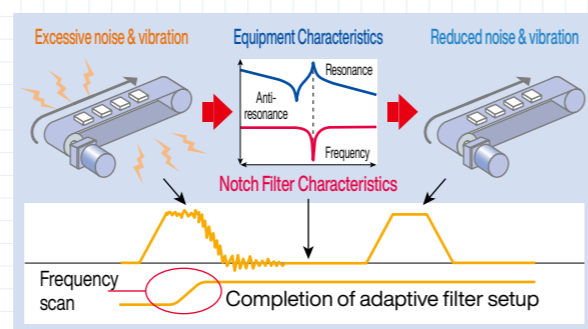 Excessive noise & vibration
Equipment Characteristics
Reduced noise & vibration
Resonance
Anti-
resonance
Frequency
Notch Filter Characteristics
Frequency
scan
Completion of adaptive filter setup